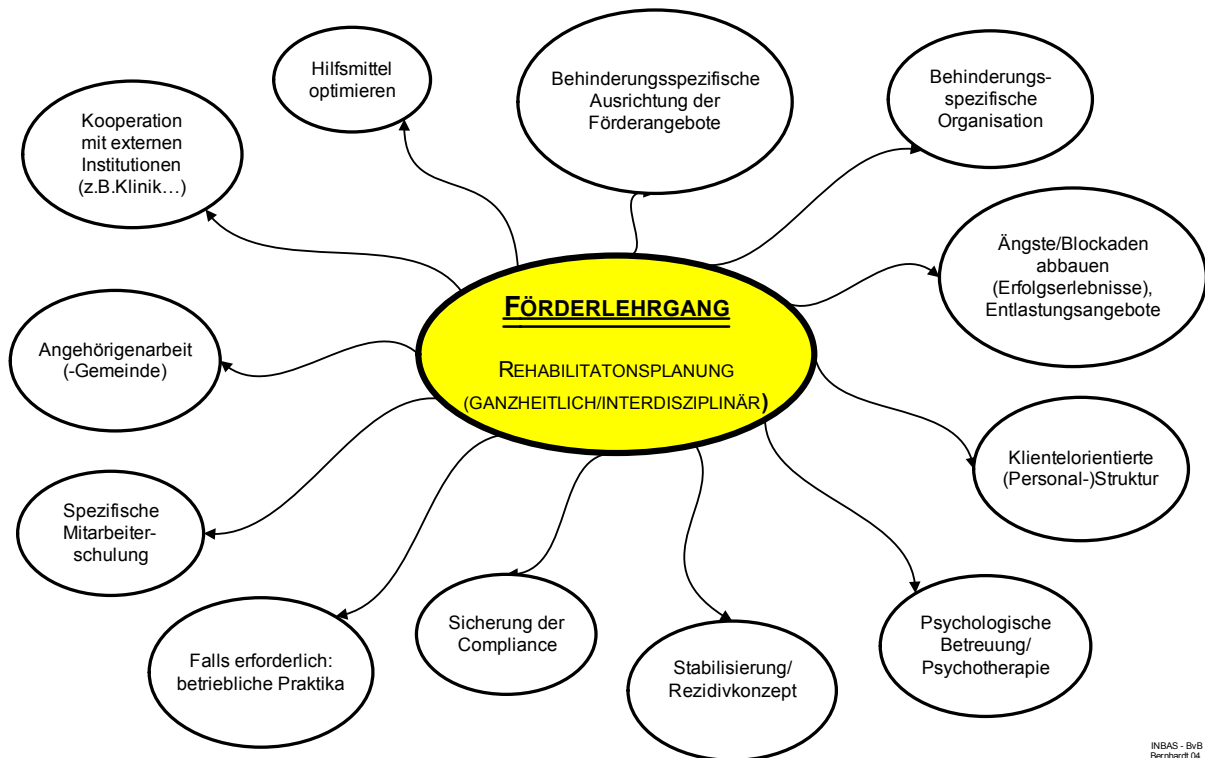 Hilfsmittel
optimieren
Behinderungsspezifische
Ausrichtung der
Förderangebote
Behinderungs-
spezifische
Organisation
Kooperation
mit externen
Institutionen
(z.B.Klinik…)
Ängste/Blockaden
abbauen
(Erfolgserlebnisse),
Entlastungsangebote
FÖRDERLEHRGANG
REHABILITATONSPLANUNG
(GANZHEITLICH/INTERDISZIPLINÄR)
Angehörigenarbeit
(-Gemeinde)
Klientelorientierte
(Personal-)Struktur
Spezifische
Mitarbeiter-
schulung
Sicherung der
Compliance
Psychologische
Betreuung/
Psychotherapie
Falls erforderlich:
betriebliche Praktika
Stabilisierung/
Rezidivkonzept
INBAS - BvB
Bernhardt 04